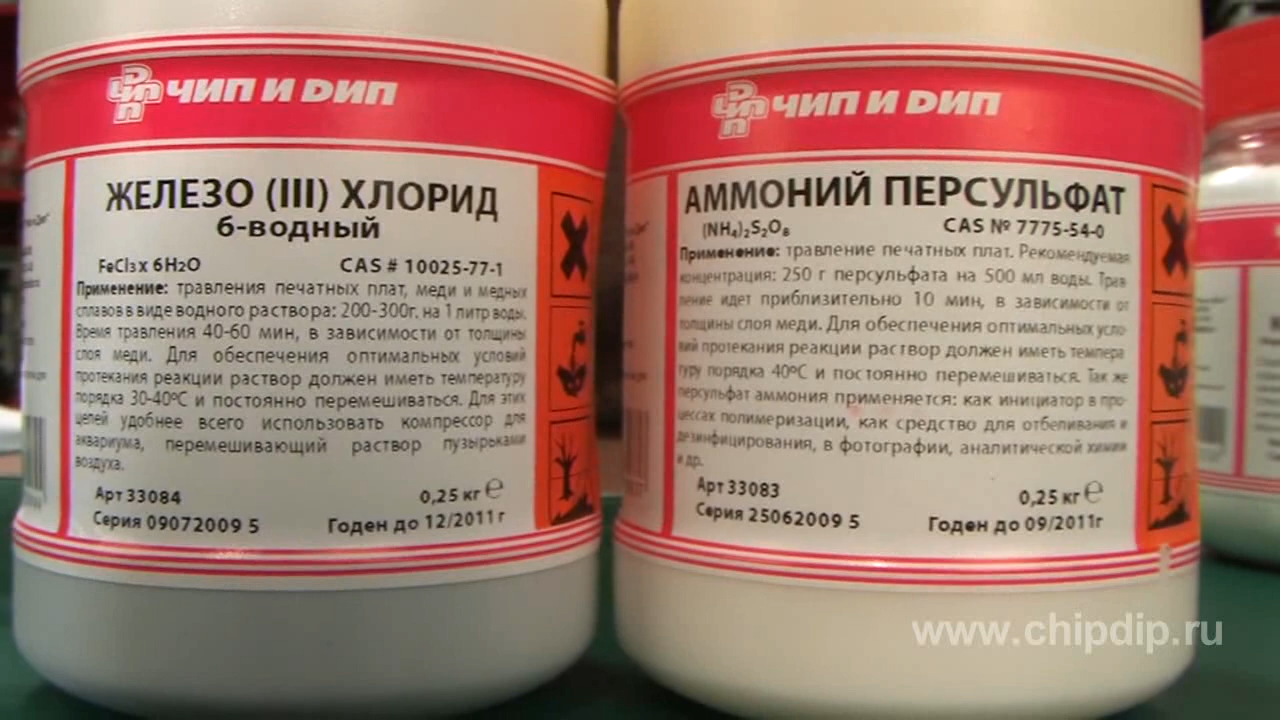 ЧИП И DИП
ЖЕЛЕЗО (III) ХЛОРИД
6-водный
FeCl₃ x 6H₂O CAS # 10025-77-1
Применение: травления печатных плат, меди и медных
сплавов в виде водного раствора: 200-300г. на 1 литр воды.
Время травления 40-60 мин, в зависимости от толщины
слоя меди. Для обеспечения оптимальных условий
протекания реакции раствор должен иметь температуру
порядка 30-40ºС и постоянно перемешиваться. Для этих
целей удобнее всего использовать компрессор для
аквариума, перемешивающий раствор пузырьками
воздуха.
Арт 33084 0,25 кг ℮
Серия 09072009 5 Годен до 12/2011 г
ЧИП И DИП
АММОНИЙ ПЕРСУЛЬФАТ
(NH₄)₂S₂O₈ CAS № 7775-54-0
Применение: травление печатных плат. Рекомендуемая
концентрация: 250 г персульфата на 500 мл воды. Трав
ление идет приблизительно 10 мин, в зависимости от
толщины слоя меди. Для обеспечения оптимальных усло-
вий протекания реакции раствор должен иметь темпера
туру порядка 40ºС и постоянно перемешиваться. Так же
персульфат аммония применяется: как инициатор в про-
цессах полимеризации, как средство для отбеливания и
дезинфицирования, в фотографии, аналитической химии
и др.
Арт 33083 0,25 кг ℮
Серия 25062009 5 Годен до 09/2011г
www.chipdip.ru